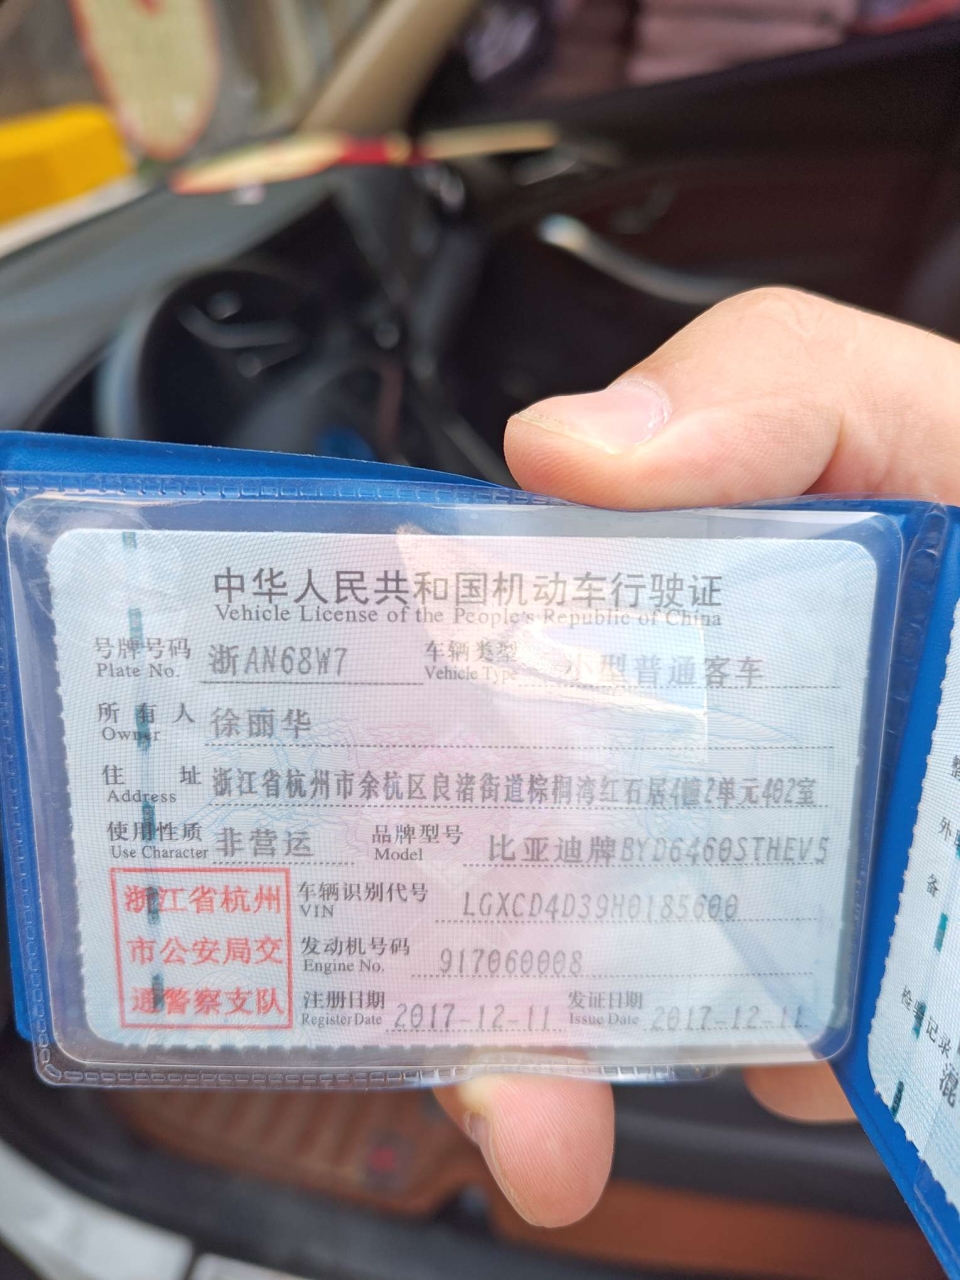 中华人民共和国机动车行驶证
Vehicle License of the People's Republic of China
号牌号码 浙AN68W7 车辆类型 小型普通客车
Plate No. Vehicle Type
所有人 徐丽华
Owner
住址 浙江省杭州市余杭区良渚街道棕榈湾红石居4幢2单元402室
Address
使用性质 非营运 品牌型号 比亚迪牌BYD6460STHEV5
Use Character Model
浙江省杭州 车辆识别代号 LGXCD4D39H0185600
VIN
市公安局交 发动机号码 917060008
Engine No.
通警察支队 注册日期 2017-12-11 发证日期 2017-12-11
Register Date Issue Date
外
备
检验记录
混